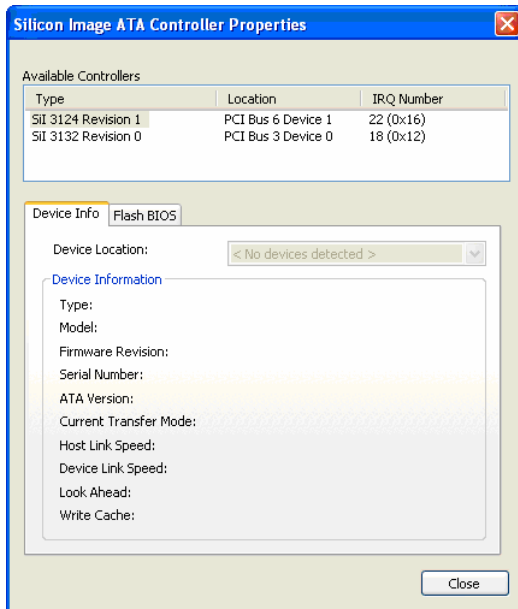 Silicon Image ATA Controller Properties
Available Controllers
Type Location IRQ Number
SiI 3124 Revision 1 PCI Bus 6 Device 1 22 (0x16)
SiI 3132 Revision 0 PCI Bus 3 Device 0 18 (0x12)
Device Info Flash BIOS
Device Location: < No devices detected >
Device Information
Type:
Model:
Firmware Revision:
Serial Number:
ATA Version:
Current Transfer Mode:
Host Link Speed:
Device Link Speed:
Look Ahead:
Write Cache:
Close